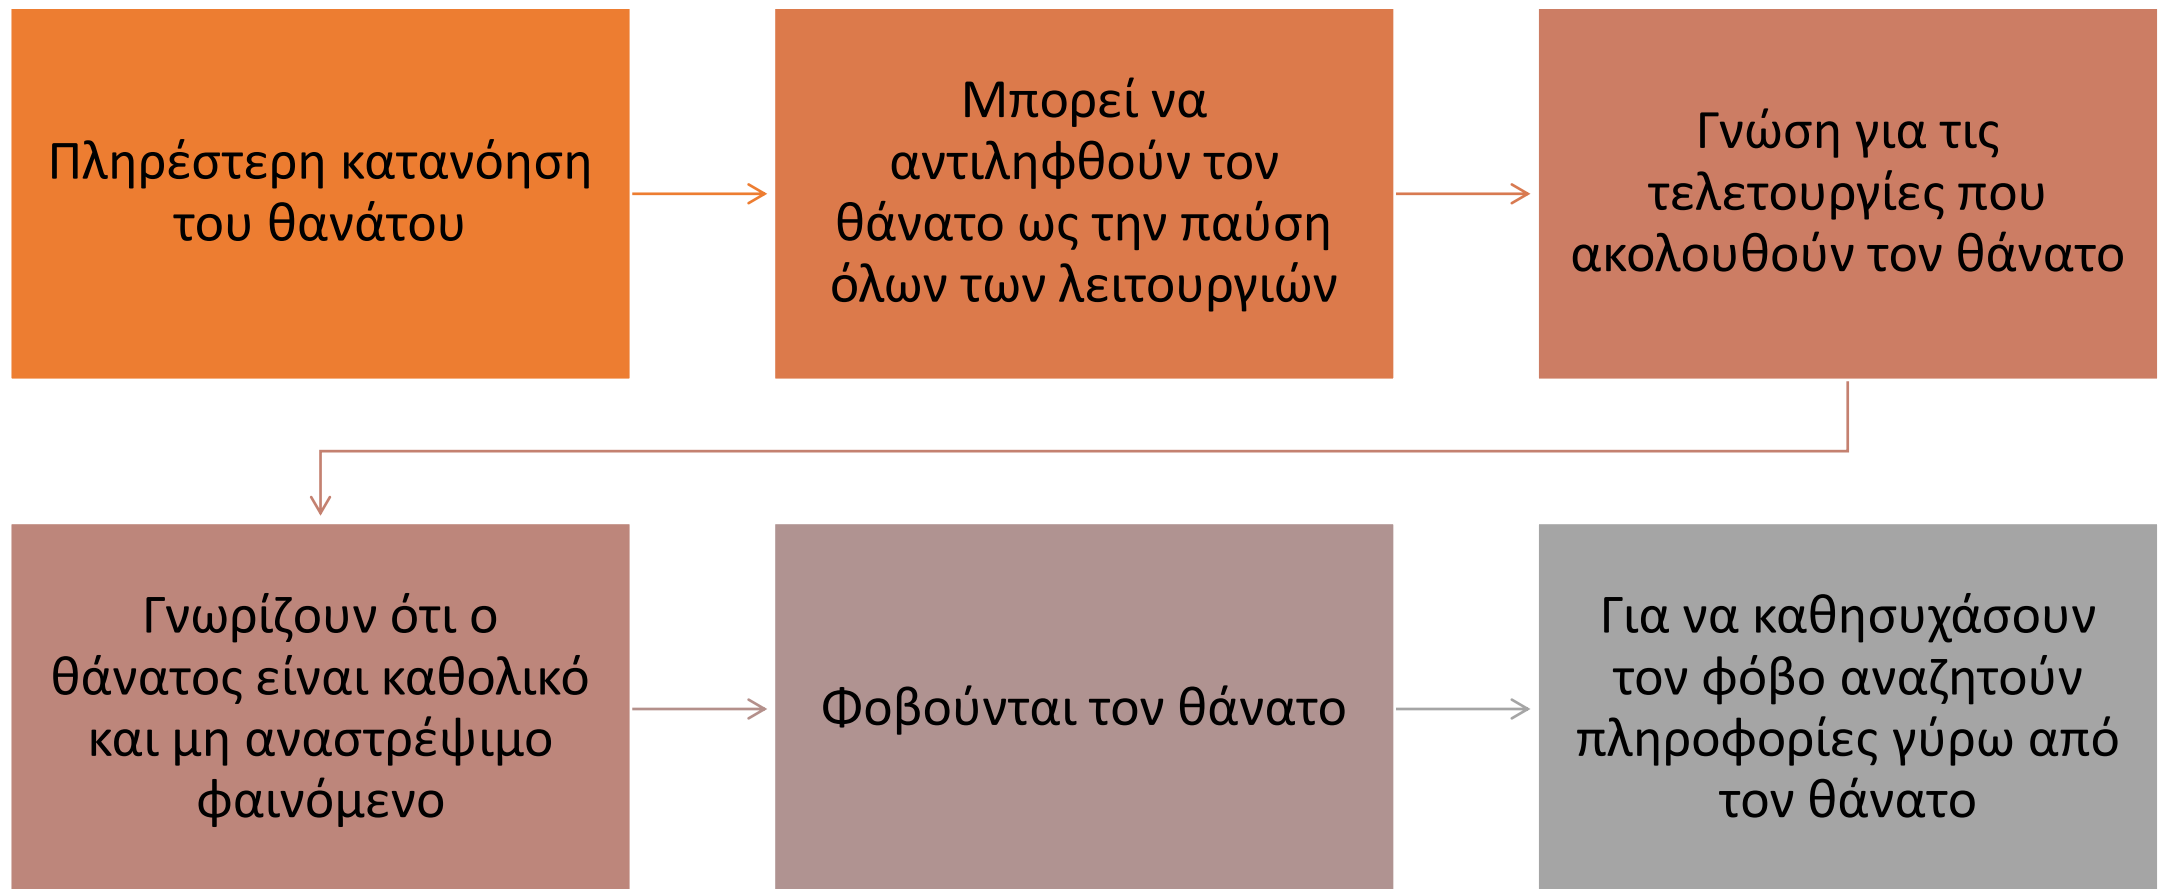 Πληρέστερη κατανόηση
του θανάτου
Μπορεί να
αντιληφθούν τον
θάνατο ως την παύση
όλων των λειτουργιών
Γνώση για τις
τελετουργίες που
ακολουθούν τον θάνατο
Γνωρίζουν ότι ο
θάνατος είναι καθολικό
και μη αναστρέψιμο
φαινόμενο
Φοβούνται τον θάνατο
Για να καθησυχάσουν
τον φόβο αναζητούν
πληροφορίες γύρω από
τον θάνατο